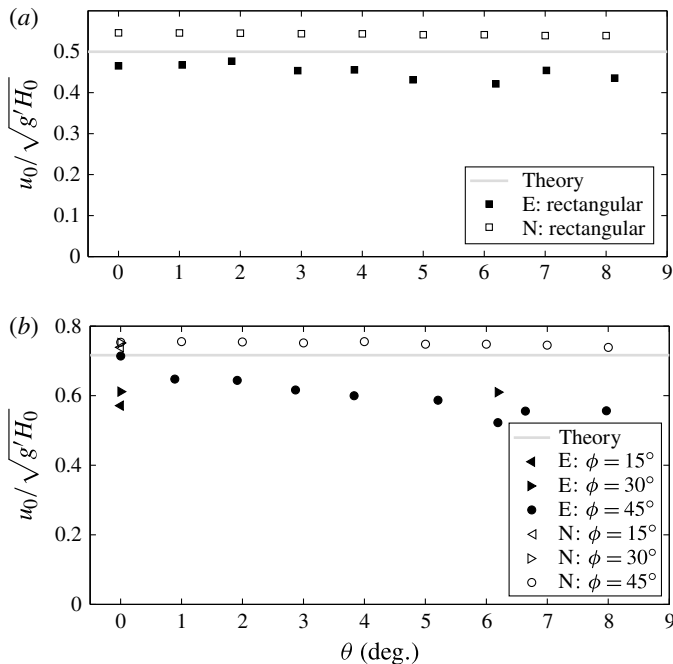 (a)
0.5
0.4
0.3
0.2
0.1
0
u0/√g′H0
Theory
E: rectangular
N: rectangular
0 1 2 3 4 5 6 7 8 9
(b)
0.8
0.6
0.4
0.2
0
u0/√g′H0
Theory
E: ϕ = 15°
E: ϕ = 30°
E: ϕ = 45°
N: ϕ = 15°
N: ϕ = 30°
N: ϕ = 45°
0 1 2 3 4 5 6 7 8 9
θ (deg.)